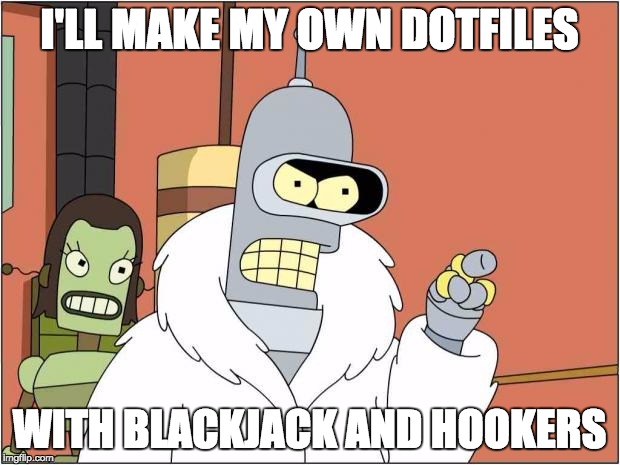 I'LL MAKE MY OWN DOTFILES
WITH BLACKJACK AND HOOKERS
imgflip.com